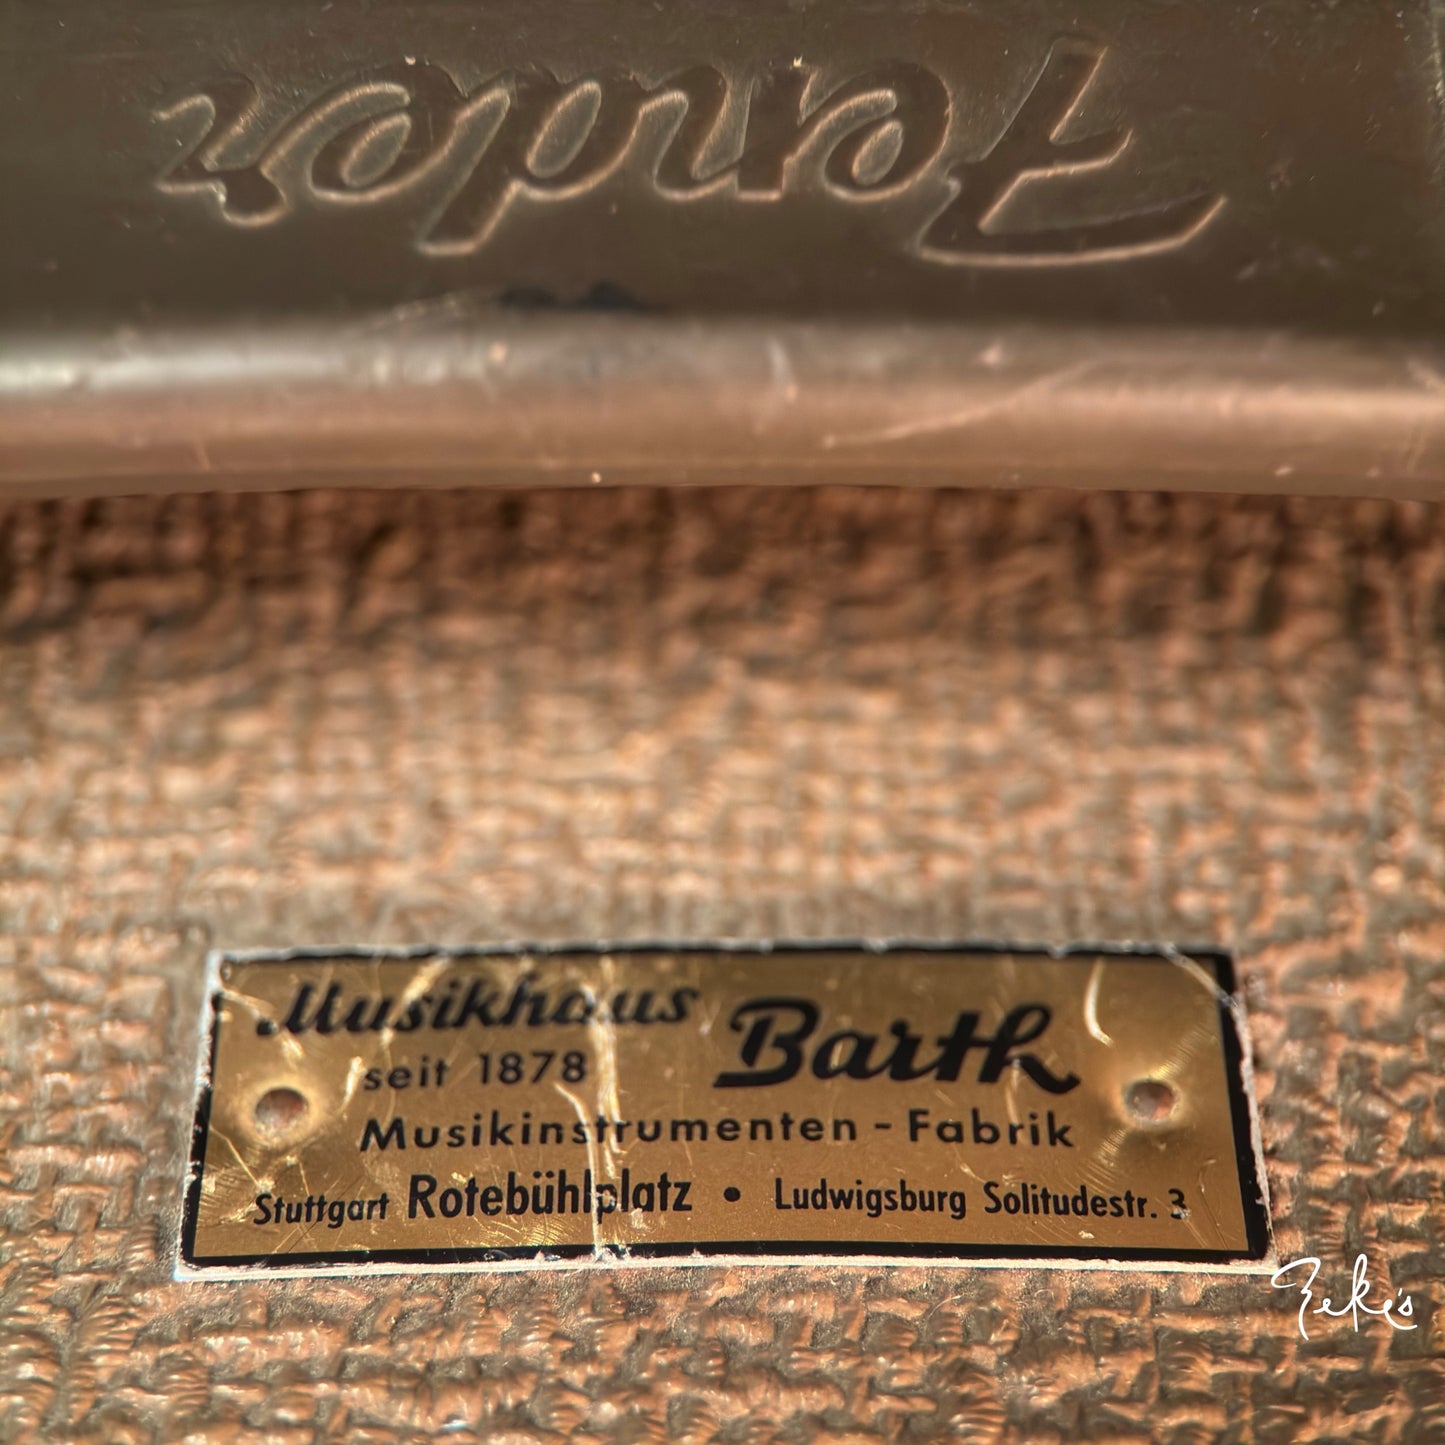 Fender
Musikhaus Barth
seit 1878
Musikinstrumenten - Fabrik
Stuttgart Rotebühlplatz • Ludwigsburg Solitudestr. 3
Zeke's